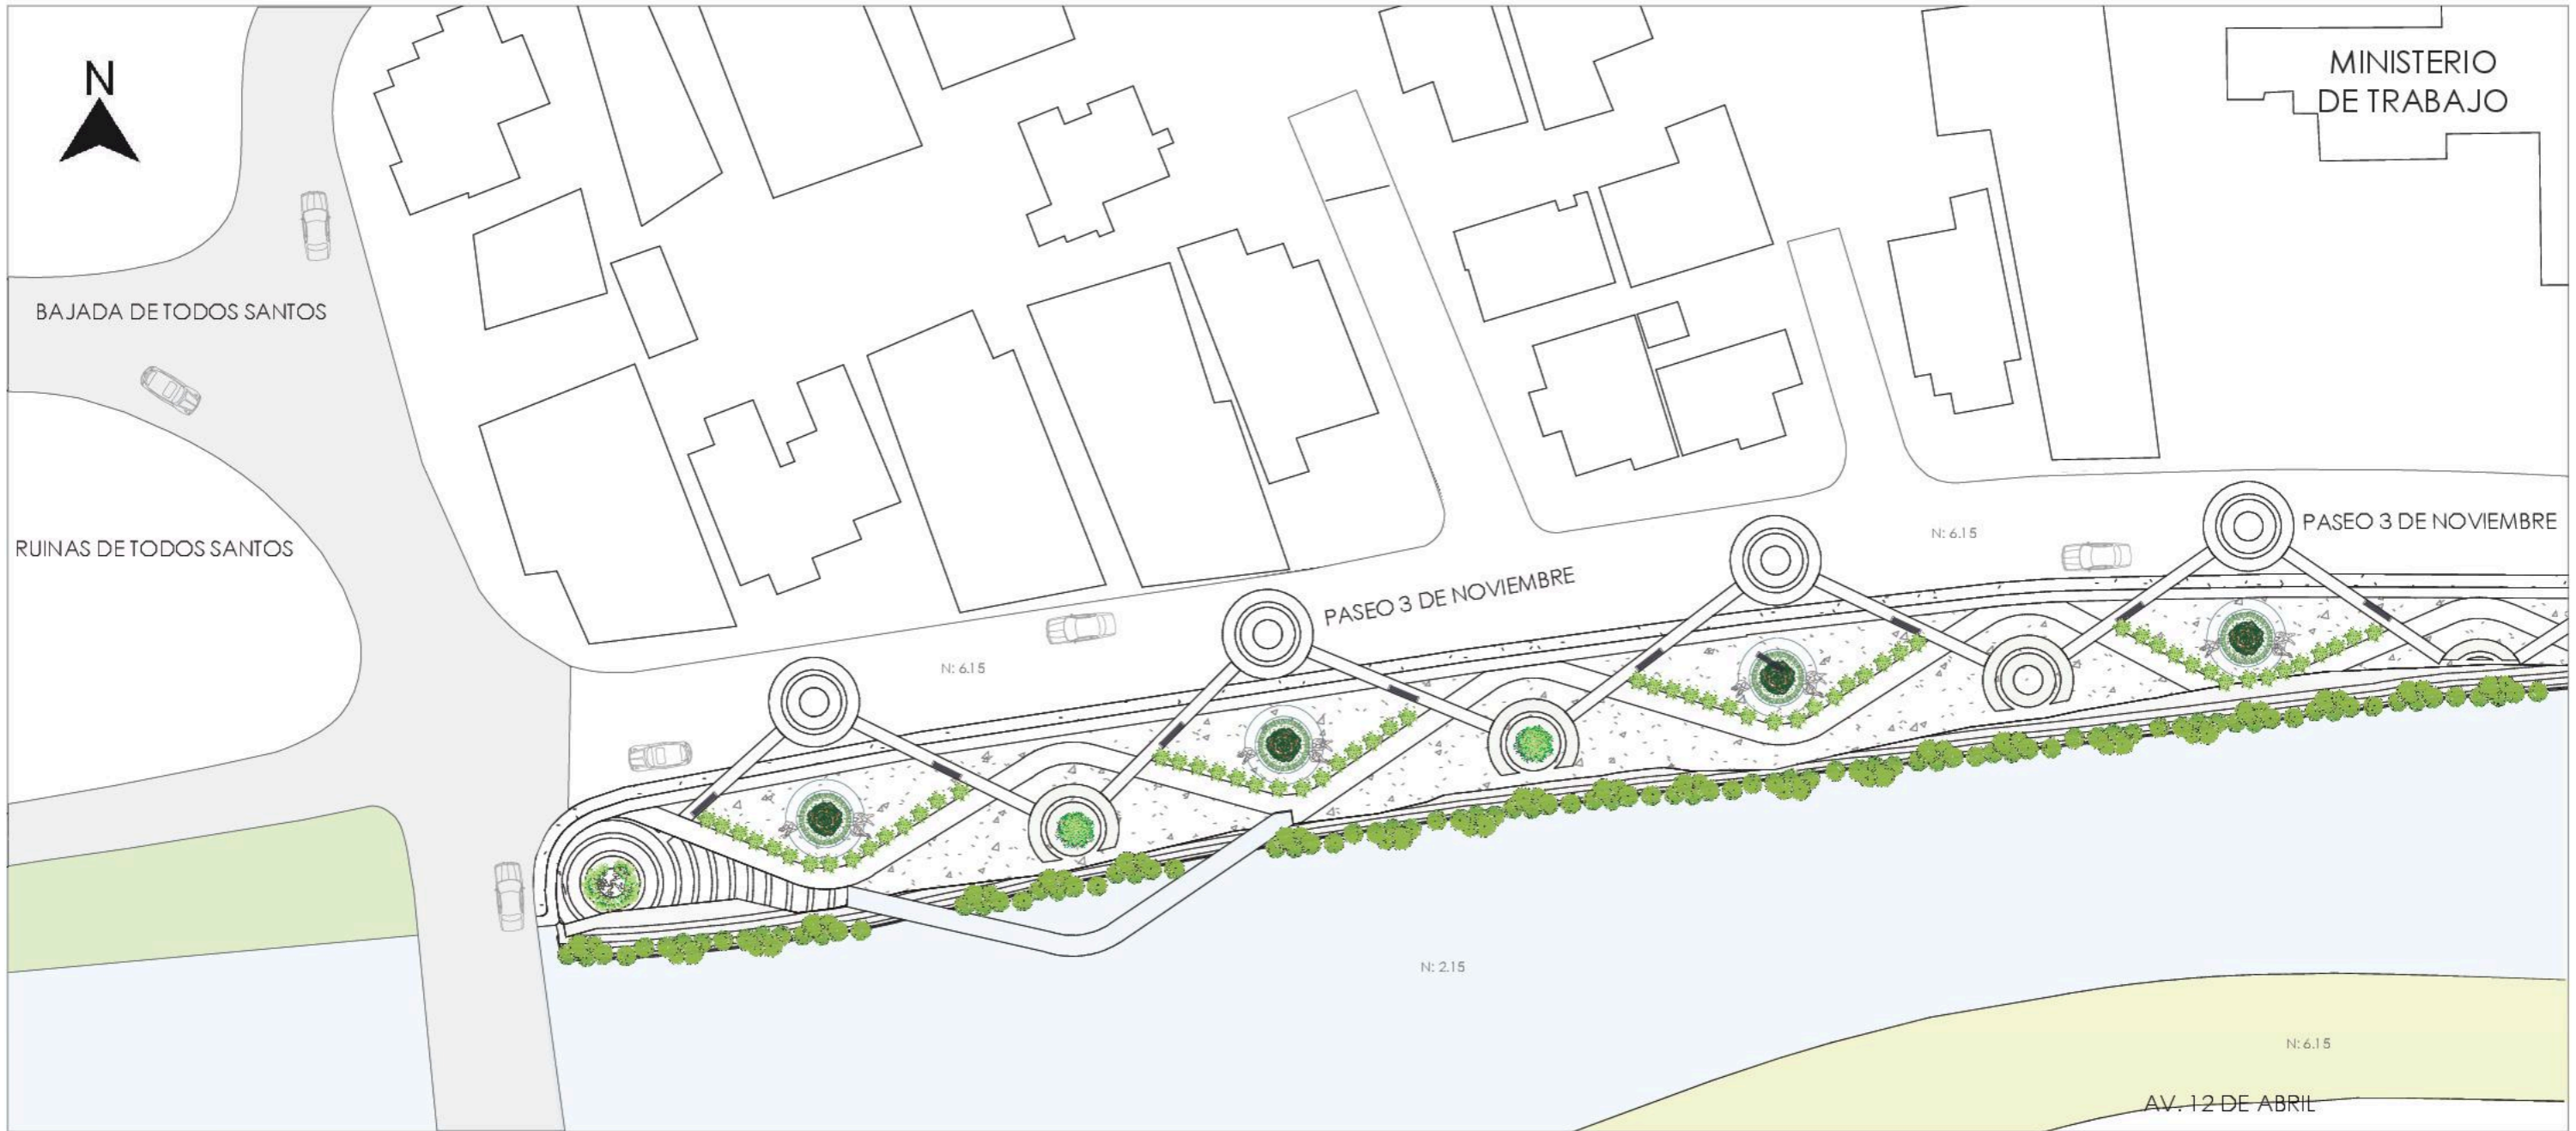 N
MINISTERIO
DE TRABAJO
BAJADA DE TODOS SANTOS
RUINAS DE TODOS SANTOS
PASEO 3 DE NOVIEMBRE
N: 6.15
PASEO 3 DE NOVIEMBRE
N: 6.15
N: 2.15
N: 6.15
AV. 12 DE ABRIL